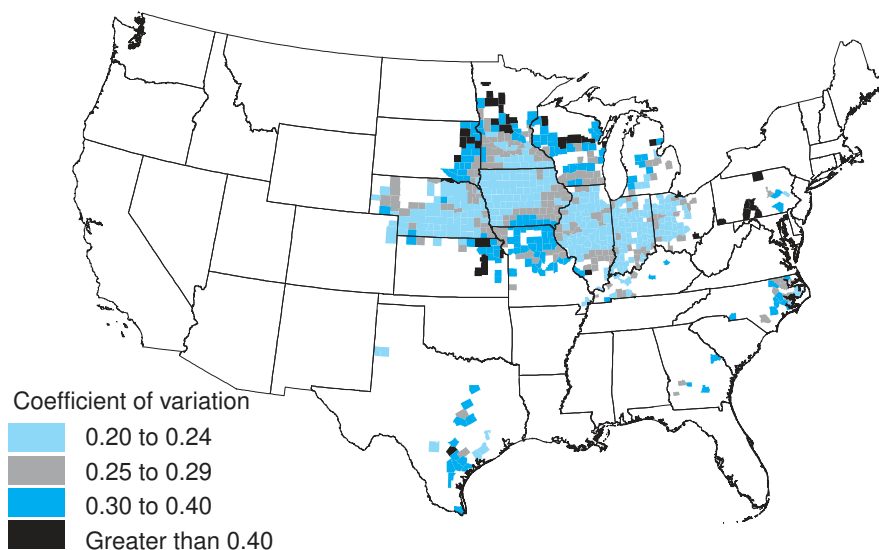 Coefficient of variation
0.20 to 0.24
0.25 to 0.29
0.30 to 0.40
Greater than 0.40